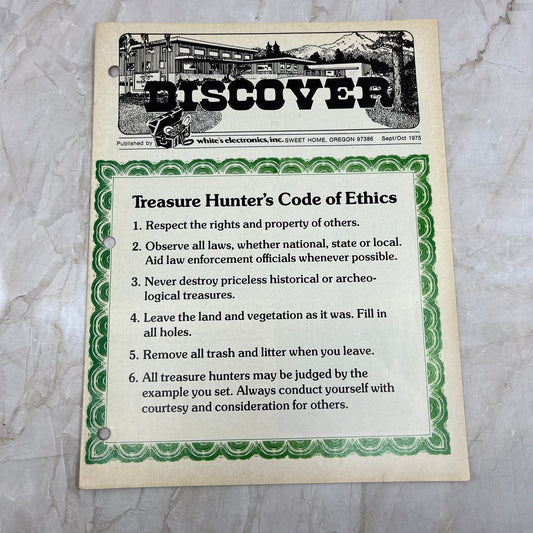 DISCOVER
Published by white's electronics, inc. SWEET HOME, OREGON 97386 Sept/Oct 1975
Treasure Hunter's Code of Ethics
1. Respect the rights and property of others.
2. Observe all laws, whether national, state or local.
Aid law enforcement officials whenever possible.
3. Never destroy priceless historical or archeo-
logical treasures.
4. Leave the land and vegetation as it was. Fill in
all holes.
5. Remove all trash and litter when you leave.
6. All treasure hunters may be judged by the
example you set. Always conduct yourself with
courtesy and consideration for others.